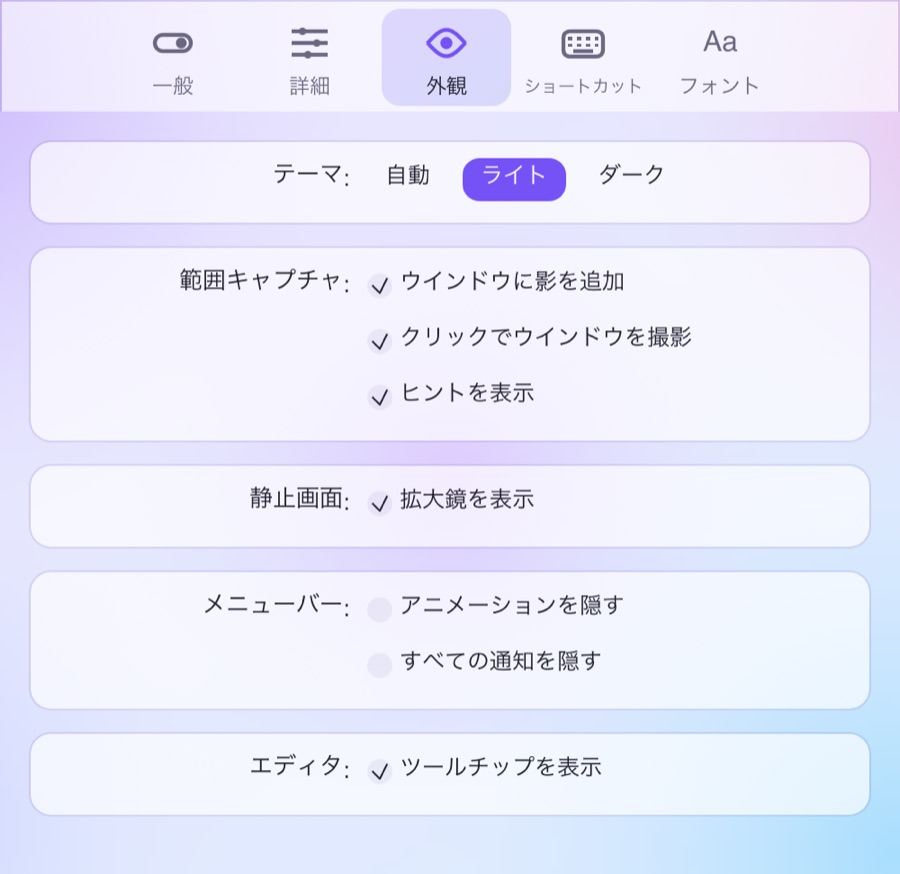 一般
詳細
外観
ショートカット
Aa
フォント
テーマ: 自動 ライト ダーク
範囲キャプチャ: ウインドウに影を追加
クリックでウインドウを撮影
ヒントを表示
静止画面: 拡大鏡を表示
メニューバー: アニメーションを隠す
すべての通知を隠す
エディタ: ツールチップを表示